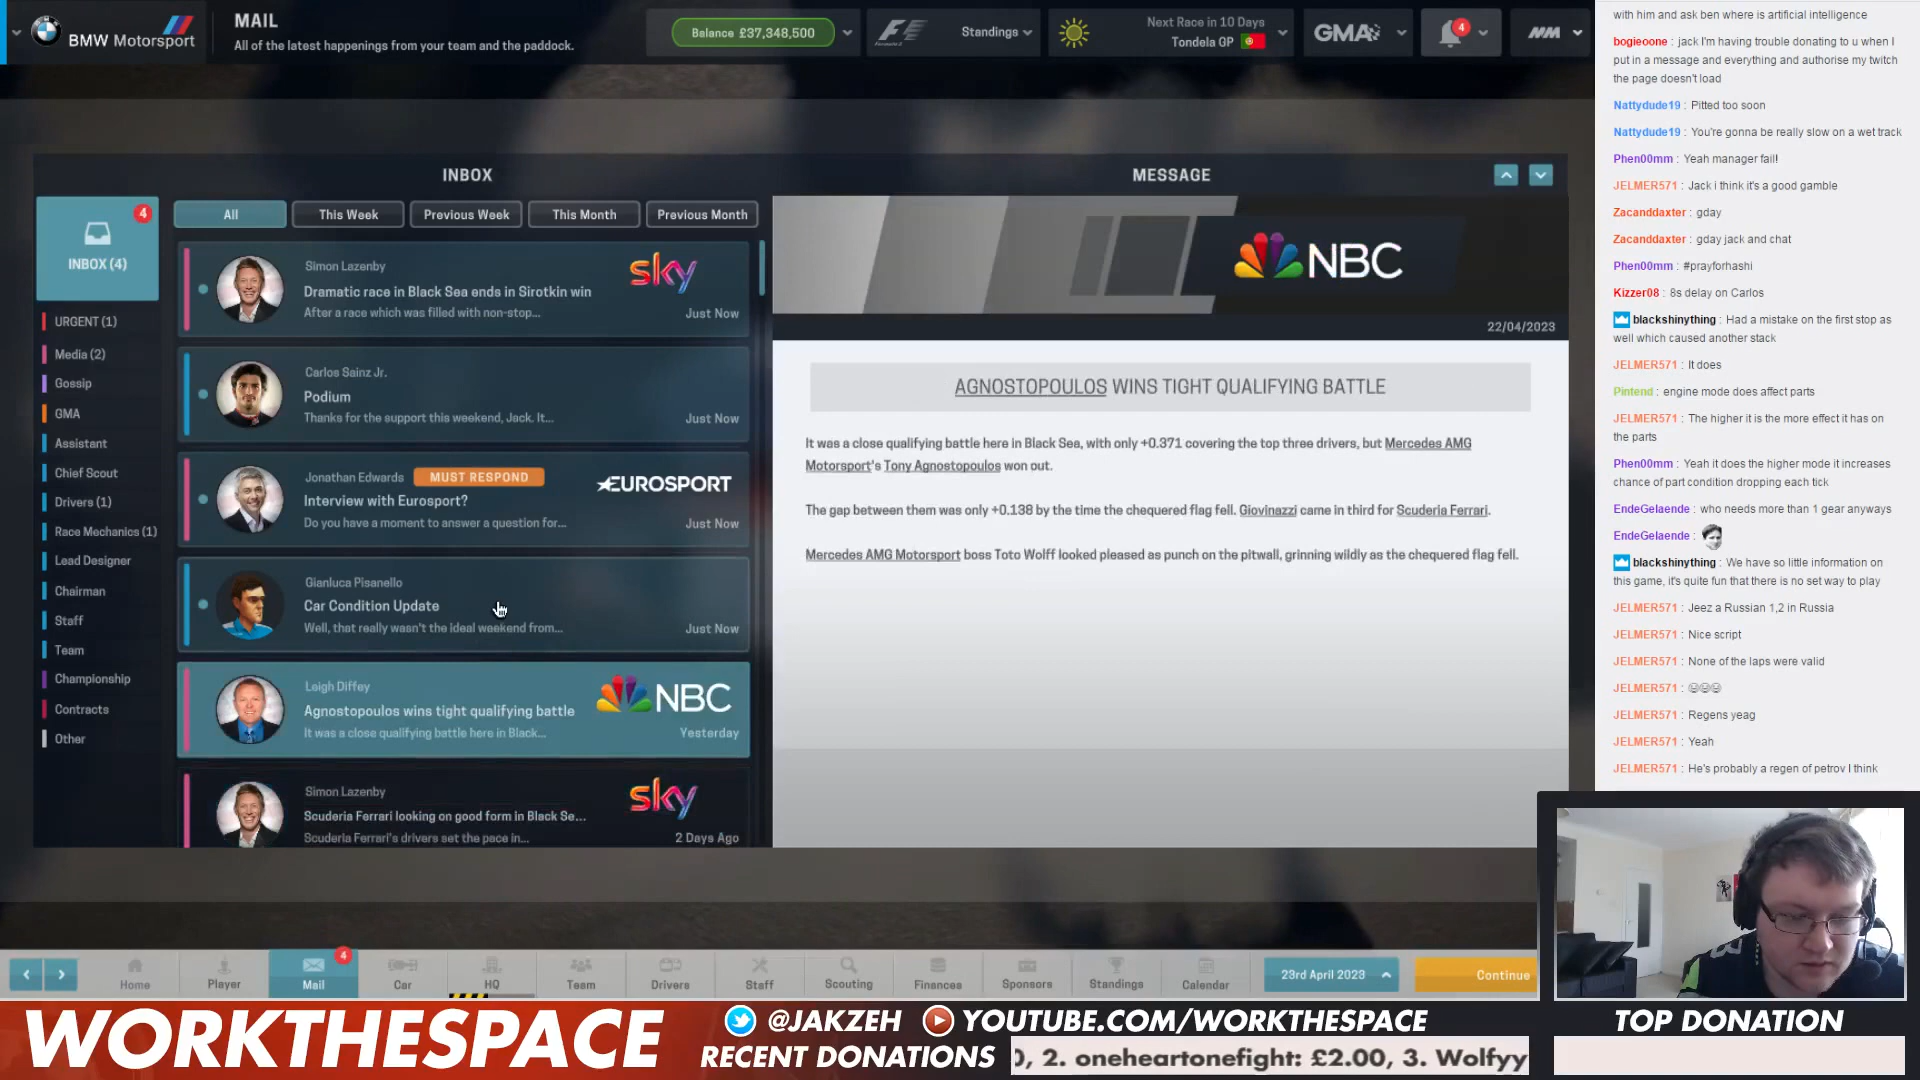 BMW Motorsport
MAIL
All of the latest happenings from your team and the paddock.
Balance £37,348,500
Formula 1
Standings
Next Race in 10 Days
Tondela GP
GMA
4
INBOX
MESSAGE
4
INBOX (4)
All
This Week
Previous Week
This Month
Previous Month
URGENT (1)
Media (2)
Gossip
GMA
Assistant
Chief Scout
Drivers (1)
Race Mechanics (1)
Lead Designer
Chairman
Staff
Team
Championship
Contracts
Other
Simon Lazenby
sky
Dramatic race in Black Sea ends in Sirotkin win
After a race which was filled with non-stop...
Just Now
Carlos Sainz Jr.
Podium
Thanks for the support this weekend, Jack. It...
Just Now
Jonathan Edwards MUST RESPOND
EUROSPORT
Interview with Eurosport?
Do you have a moment to answer a question for...
Just Now
Gianluca Pisanello
Car Condition Update
Well, that really wasn't the ideal weekend from...
Just Now
Leigh Diffey
NBC
Agnostopoulos wins tight qualifying battle
It was a close qualifying battle here in Black...
Yesterday
Simon Lazenby
sky
Scuderia Ferrari looking on good form in Black Se...
Scuderia Ferrari's drivers set the pace in...
2 Days Ago
NBC
22/04/2023
AGNOSTOPOULOS WINS TIGHT QUALIFYING BATTLE
It was a close qualifying battle here in Black Sea, with only +0.371 covering the top three drivers, but Mercedes AMG
Motorsport's Tony Agnostopoulos won out.
The gap between them was only +0.138 by the time the chequered flag fell. Giovinazzi came in third for Scuderia Ferrari.
Mercedes AMG Motorsport boss Toto Wolff looked pleased as punch on the pitwall, grinning wildly as the chequered flag fell.
Home
Player
4
Mail
Car
HQ
Team
Drivers
Staff
Scouting
Finances
Sponsors
Standings
Calendar
23rd April 2023
Continue
with him and ask ben where is artificial intelligence
bogieoone : jack I'm having trouble donating to u when I
put in a message and everything and authorise my twitch
the page doesn't load
Nattydude19 : Pitted too soon
Nattydude19 : You're gonna be really slow on a wet track
Phen00mm : Yeah manager fail!
JELMER571 : Jack i think it's a good gamble
Zacanddaxter : gday
Zacanddaxter : gday jack and chat
Phen00mm : #prayforhashi
Kizzer08 : 8s delay on Carlos
blackshinything : Had a mistake on the first stop as
well which caused another stack
JELMER571 : It does
Pintend : engine mode does affect parts
JELMER571 : The higher it is the more effect it has on
the parts
Phen00mm : Yeah it does the higher mode it increases
chance of part condition dropping each tick
EndeGelaende : who needs more than 1 gear anyways
EndeGelaende :
blackshinything : We have so little information on
this game, it's quite fun that there is no set way to play
JELMER571 : Jeez a Russian 1,2 in Russia
JELMER571 : Nice script
JELMER571 : None of the laps were valid
JELMER571 : 😂😂😂
JELMER571 : Regens yeag
JELMER571 : Yeah
JELMER571 : He's probably a regen of petrov I think
WORKTHESPACE
@JAKZEH
YOUTUBE.COM/WORKTHESPACE
RECENT DONATIONS
), 2. oneheartonefight: £2.00, 3. Wolfyy
TOP DONATION